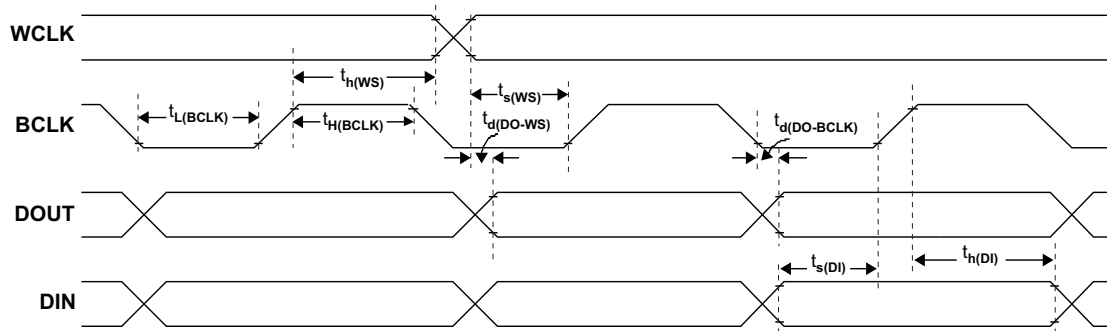 WCLK
t_h(WS)
t_s(WS)
BCLK
t_L(BCLK)
t_H(BCLK)
t_d(DO-WS)
t_d(DO-BCLK)
DOUT
t_s(DI)
t_h(DI)
DIN